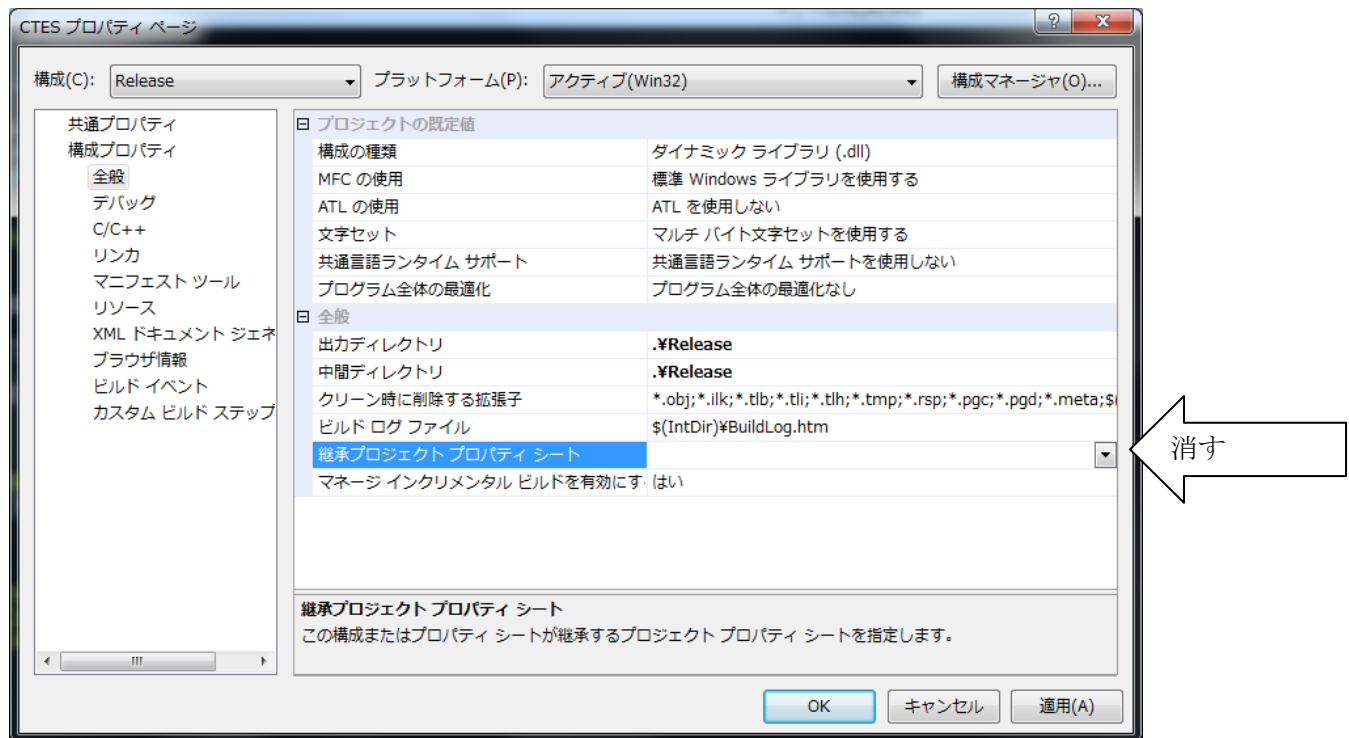 CTES プロパティ ページ
構成(C): Release プラットフォーム(P): アクティブ(Win32) 構成マネージャ(O)...
共通プロパティ
構成プロパティ
全般
デバッグ
C/C++
リンカ
マニフェスト ツール
リソース
XML ドキュメント ジェネ
ブラウザ情報
ビルド イベント
カスタム ビルド ステップ
プロジェクトの既定値
構成の種類 ダイナミック ライブラリ (.dll)
MFC の使用 標準 Windows ライブラリを使用する
ATL の使用 ATL を使用しない
文字セット マルチ バイト文字セットを使用する
共通言語ランタイム サポート 共通言語ランタイム サポートを使用しない
プログラム全体の最適化 プログラム全体の最適化なし
全般
出力ディレクトリ .¥Release
中間ディレクトリ .¥Release
クリーン時に削除する拡張子 *.obj;*.ilk;*.tlb;*.tli;*.tlh;*.tmp;*.rsp;*.pgc;*.pgd;*.meta;$(
ビルド ログ ファイル $(IntDir)¥BuildLog.htm
継承プロジェクト プロパティ シート
マネージ インクリメンタル ビルドを有効にす はい
消す
継承プロジェクト プロパティ シート
この構成またはプロパティ シートが継承するプロジェクト プロパティ シートを指定します。
OK キャンセル 適用(A)